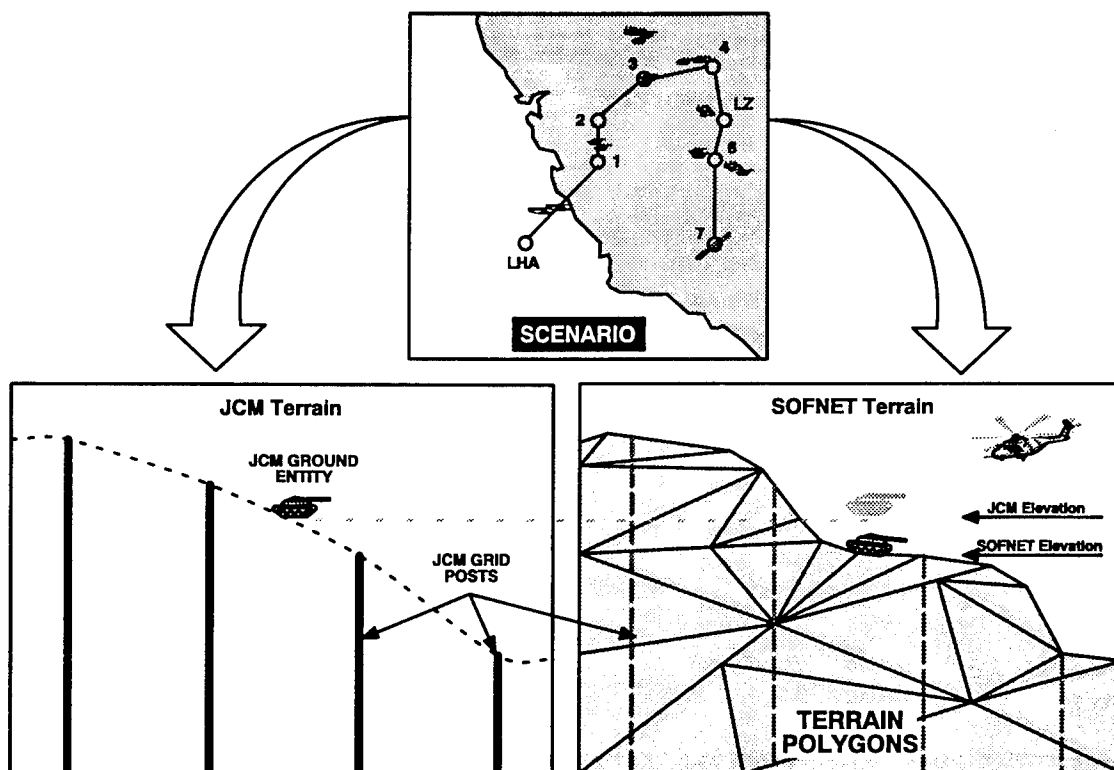 4
3
LZ
2
6
1
7
LHA
SCENARIO
JCM Terrain
JCM GROUND
ENTITY
JCM GRID
POSTS
SOFNET Terrain
JCM Elevation
SOFNET Elevation
TERRAIN
POLYGONS